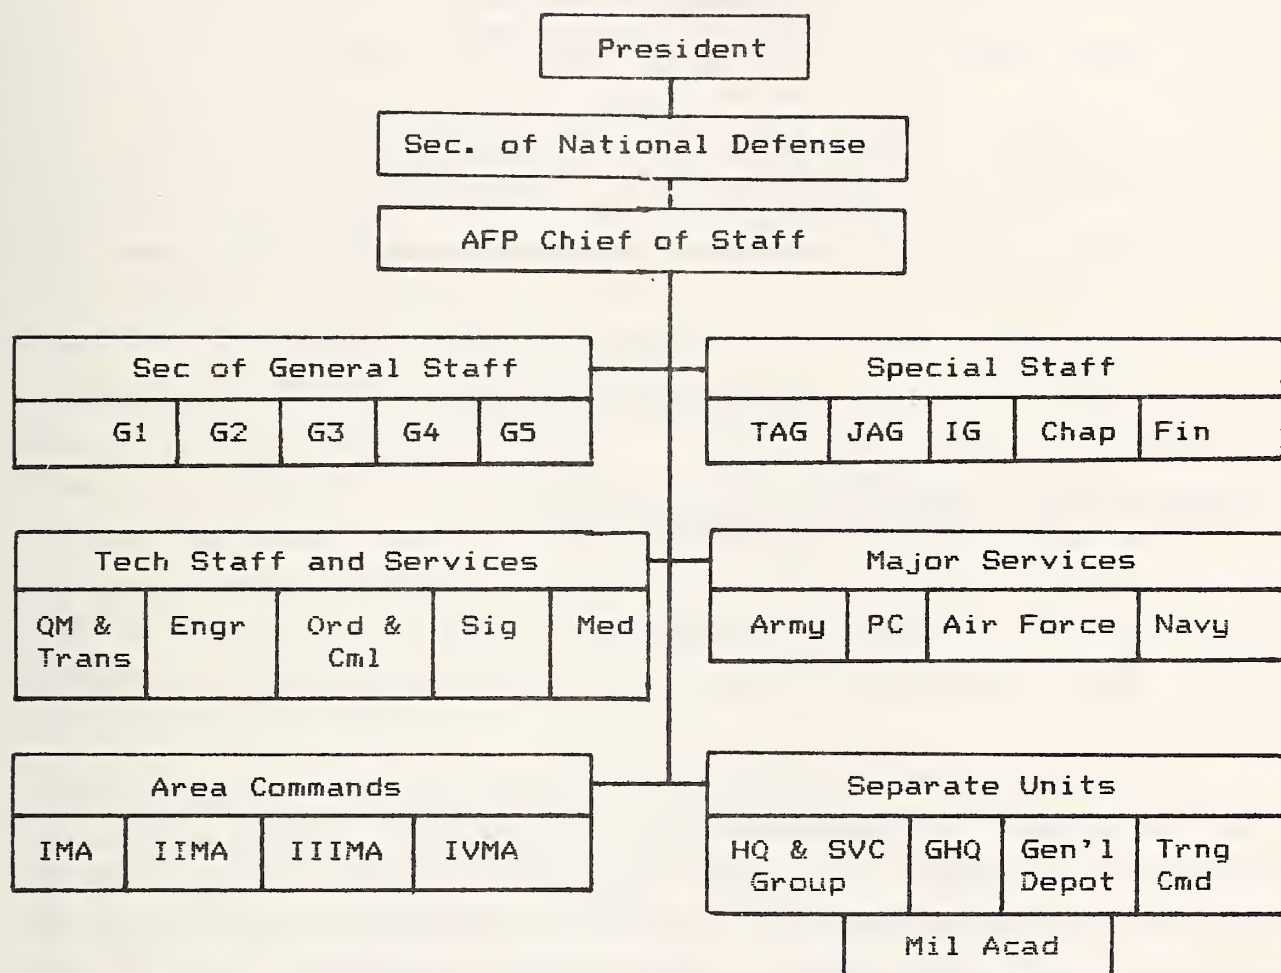 President
Sec. of National Defense
AFP Chief of Staff
Sec of General Staff
G1 G2 G3 G4 G5
Special Staff
TAG JAG IG Chap Fin
Tech Staff and Services
QM & Trans
Engr
Ord & Cml
Sig
Med
Major Services
Army PC Air Force Navy
Area Commands
IMA IIMA IIIMA IVMA
Separate Units
HQ & SVC Group
GHQ
Gen'l Depot
Trng Cmd
Mil Acad